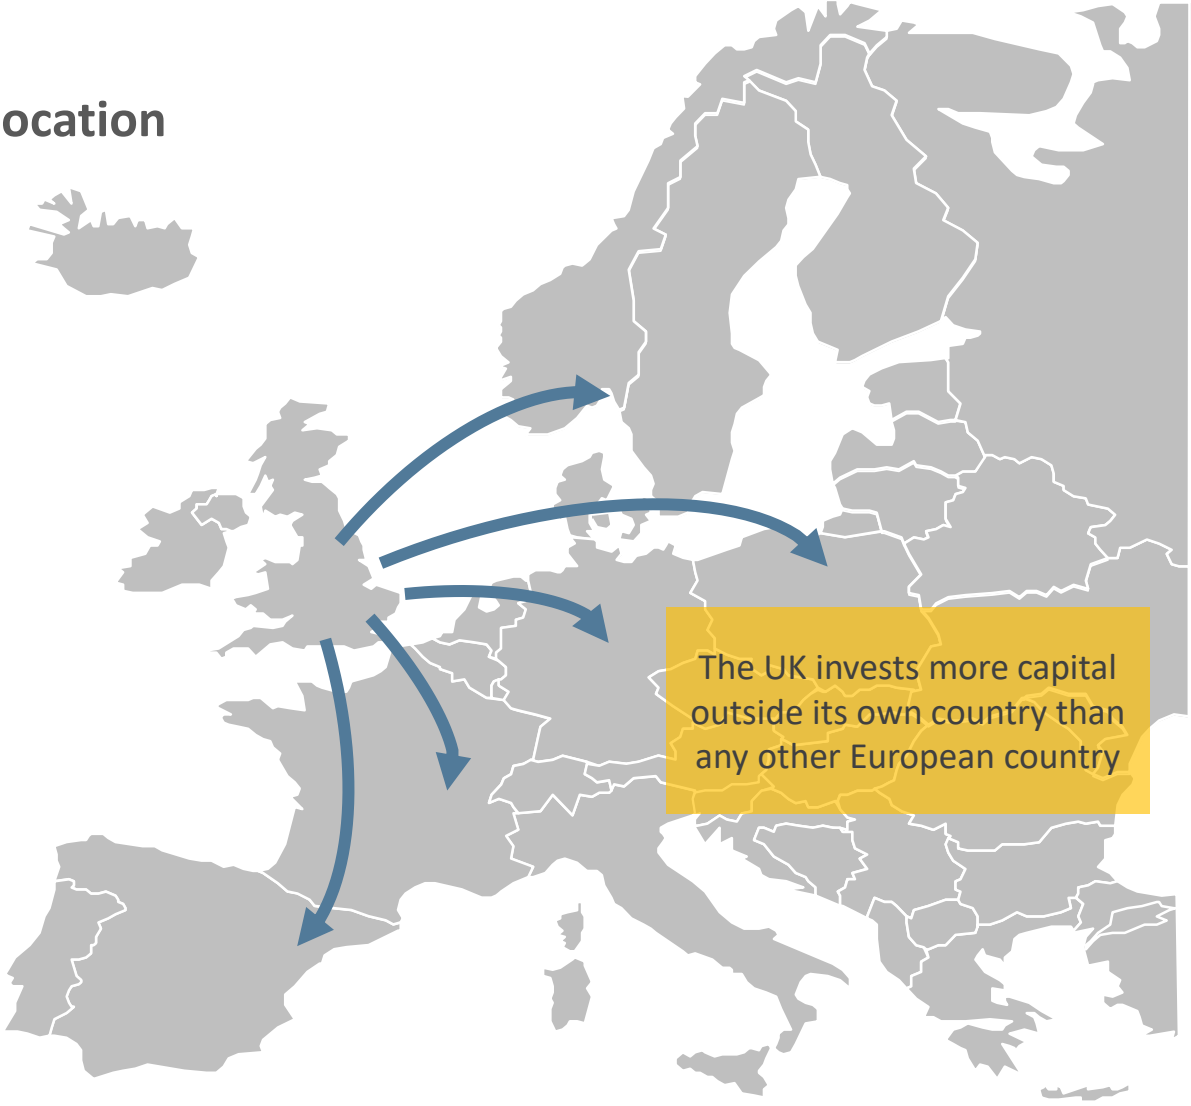 ocation
The UK invests more capital
outside its own country than
any other European country